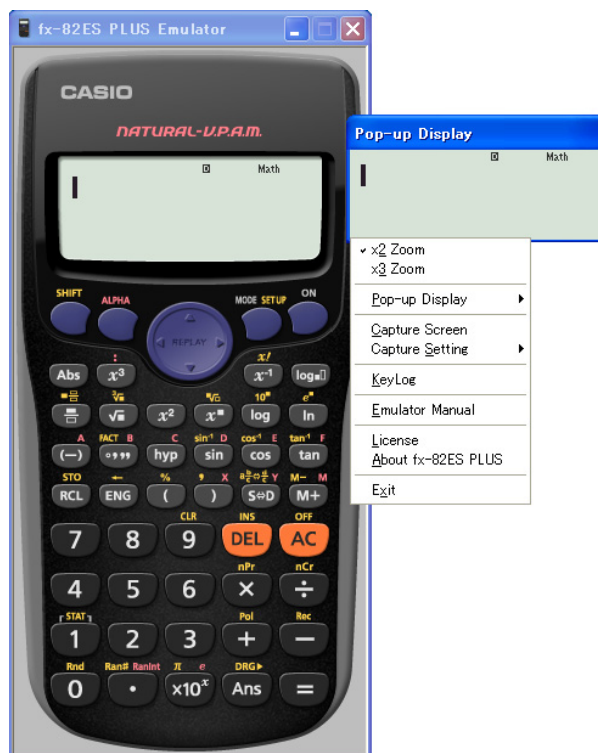 fx-82ES PLUS Emulator
CASIO
NATURAL-V.P.A.M.
D Math
Pop-up Display
D Math
✓ x2 Zoom
x3 Zoom
Pop-up Display
Capture Screen
Capture Setting
KeyLog
Emulator Manual
License
About fx-82ES PLUS
Exit
SHIFT ALPHA MODE SETUP ON
REPLAY
: x!
Abs x³ x⁻¹ log
10■ e■
√■ x² x■ log ln
A FACT B C sin⁻¹ D cos⁻¹ E tan⁻¹ F
(−) °,,, hyp sin cos tan
STO ← % , X Y M− M
RCL ENG ( ) S⇔D M+
CLR INS OFF
7 8 9 DEL AC
nPr nCr
4 5 6 × ÷
STAT Pol Rec
1 2 3 + −
Rnd Ran# RanInt π e DRG▶
0 • ×10ˣ Ans =